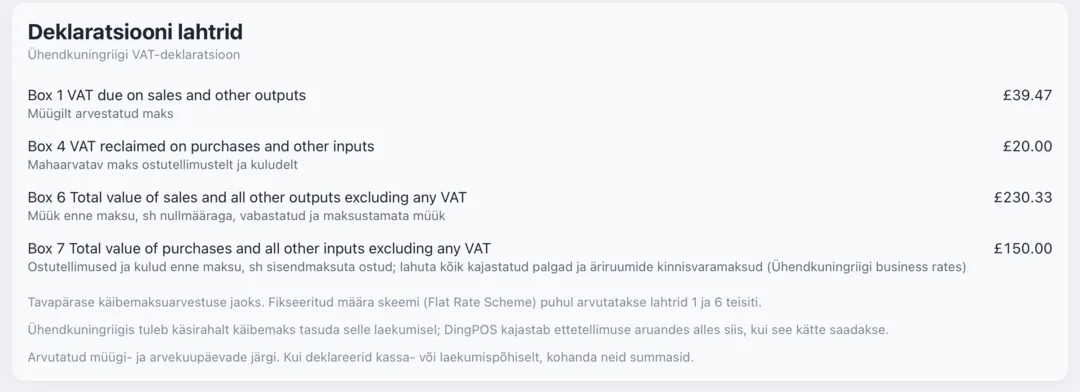 Deklaratsiooni lahtrid
Ühendkuningriigi VAT-deklaratsioon
Box 1 VAT due on sales and other outputs £39.47
Müügilt arvestatud maks
Box 4 VAT reclaimed on purchases and other inputs £20.00
Mahaarvatav maks ostutellimustelt ja kuludelt
Box 6 Total value of sales and all other outputs excluding any VAT £230.33
Müük enne maksu, sh nullmääraga, vabastatud ja maksustamata müük
Box 7 Total value of purchases and all other inputs excluding any VAT £150.00
Ostutellimused ja kulud enne maksu, sh sisendmaksuta ostud; lahuta kõik kajastatud palgad ja äriruumide kinnisvaramaksud (Ühendkuningriigi business rates)
Tavapärase käibemaksuarvestuse jaoks. Fikseeritud määra skeemi (Flat Rate Scheme) puhul arvutatakse lahtrid 1 ja 6 teisiti.
Ühendkuningriigis tuleb käsirahalt käibemaks tasuda selle laekumisel; DingPOS kajastab ettetellimuse aruandes alles siis, kui see kätte saadakse.
Arvutatud müügi- ja arvekuupäevade järgi. Kui deklareerid kassa- või laekumispõhiselt, kohanda neid summasid.